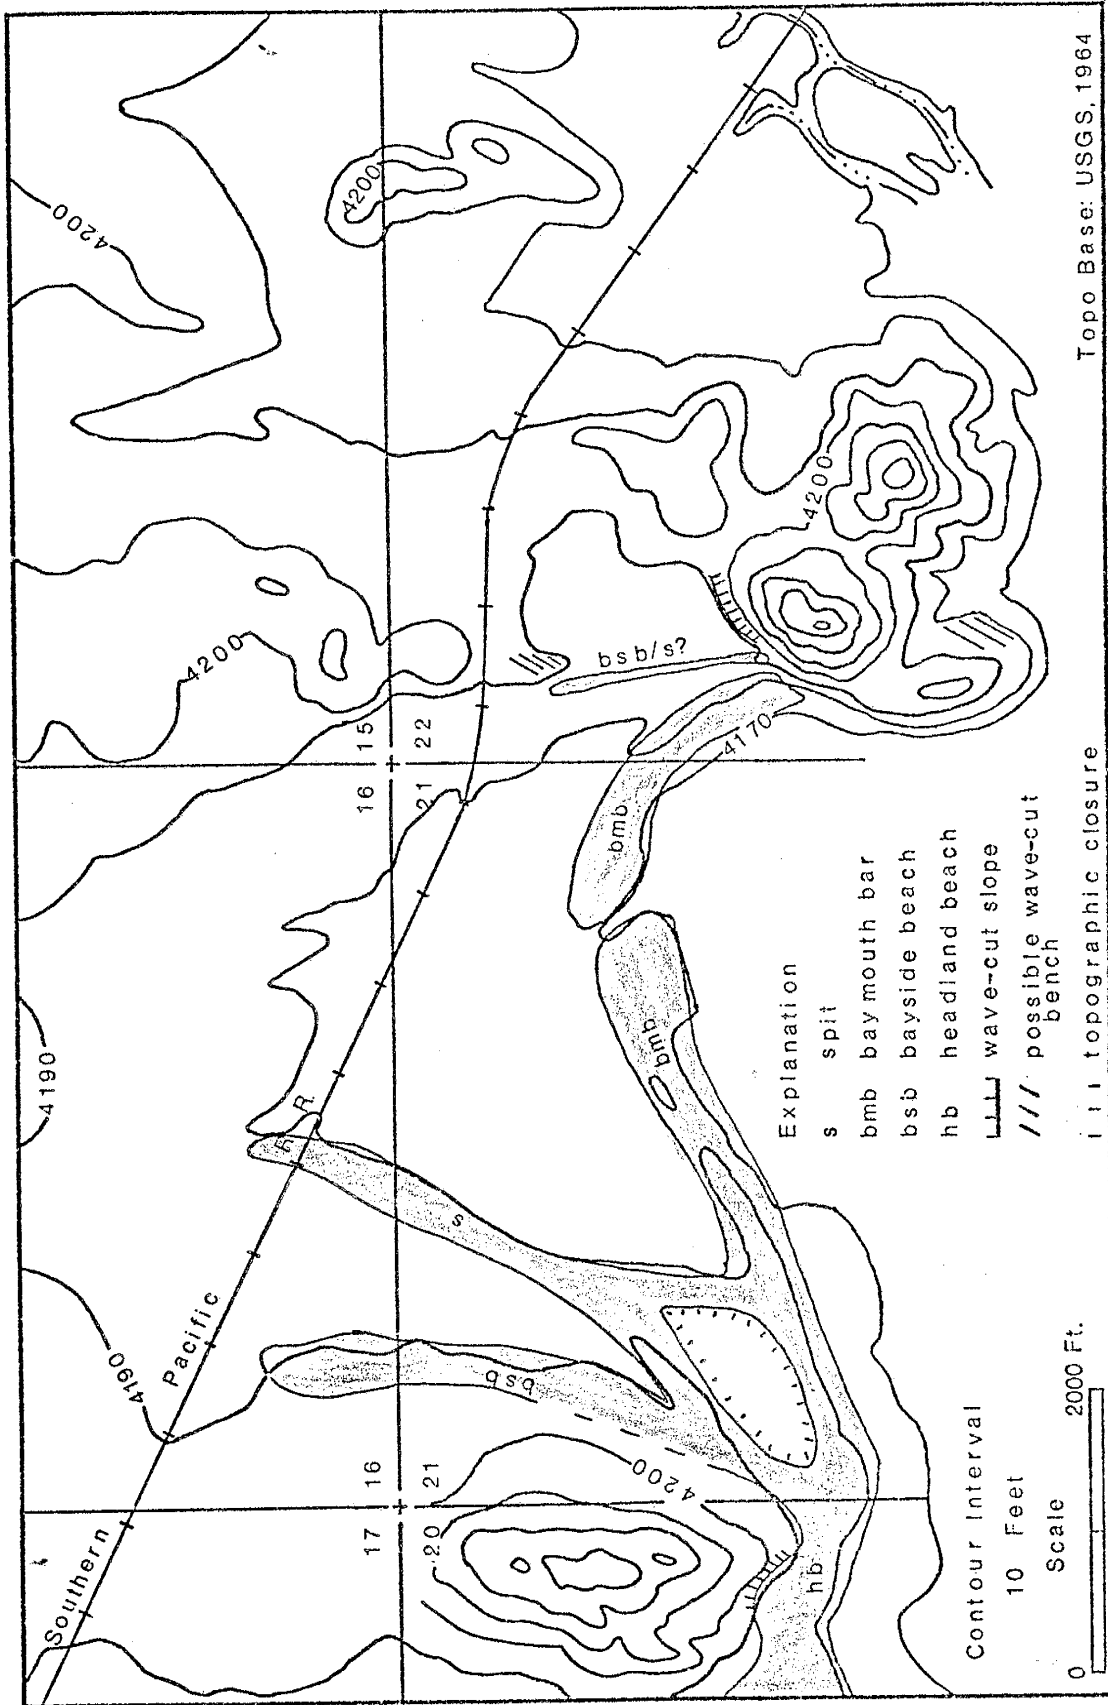 4200
4200
4200
4190
4200
16 15
21 22
bsb/s?
4170
bmb
bmb
R. R.
s
4190
Southern Pacific
17 16
20 21
bsb
4200
hb
4200
Explanation
s spit
bmb baymouth bar
bsb bayside beach
hb headland beach
wave-cut slope
/// possible wave-cut
bench
topographic closure
Contour Interval
10 Feet
Scale
0 2000 Ft.
Topo Base: USGS, 1964